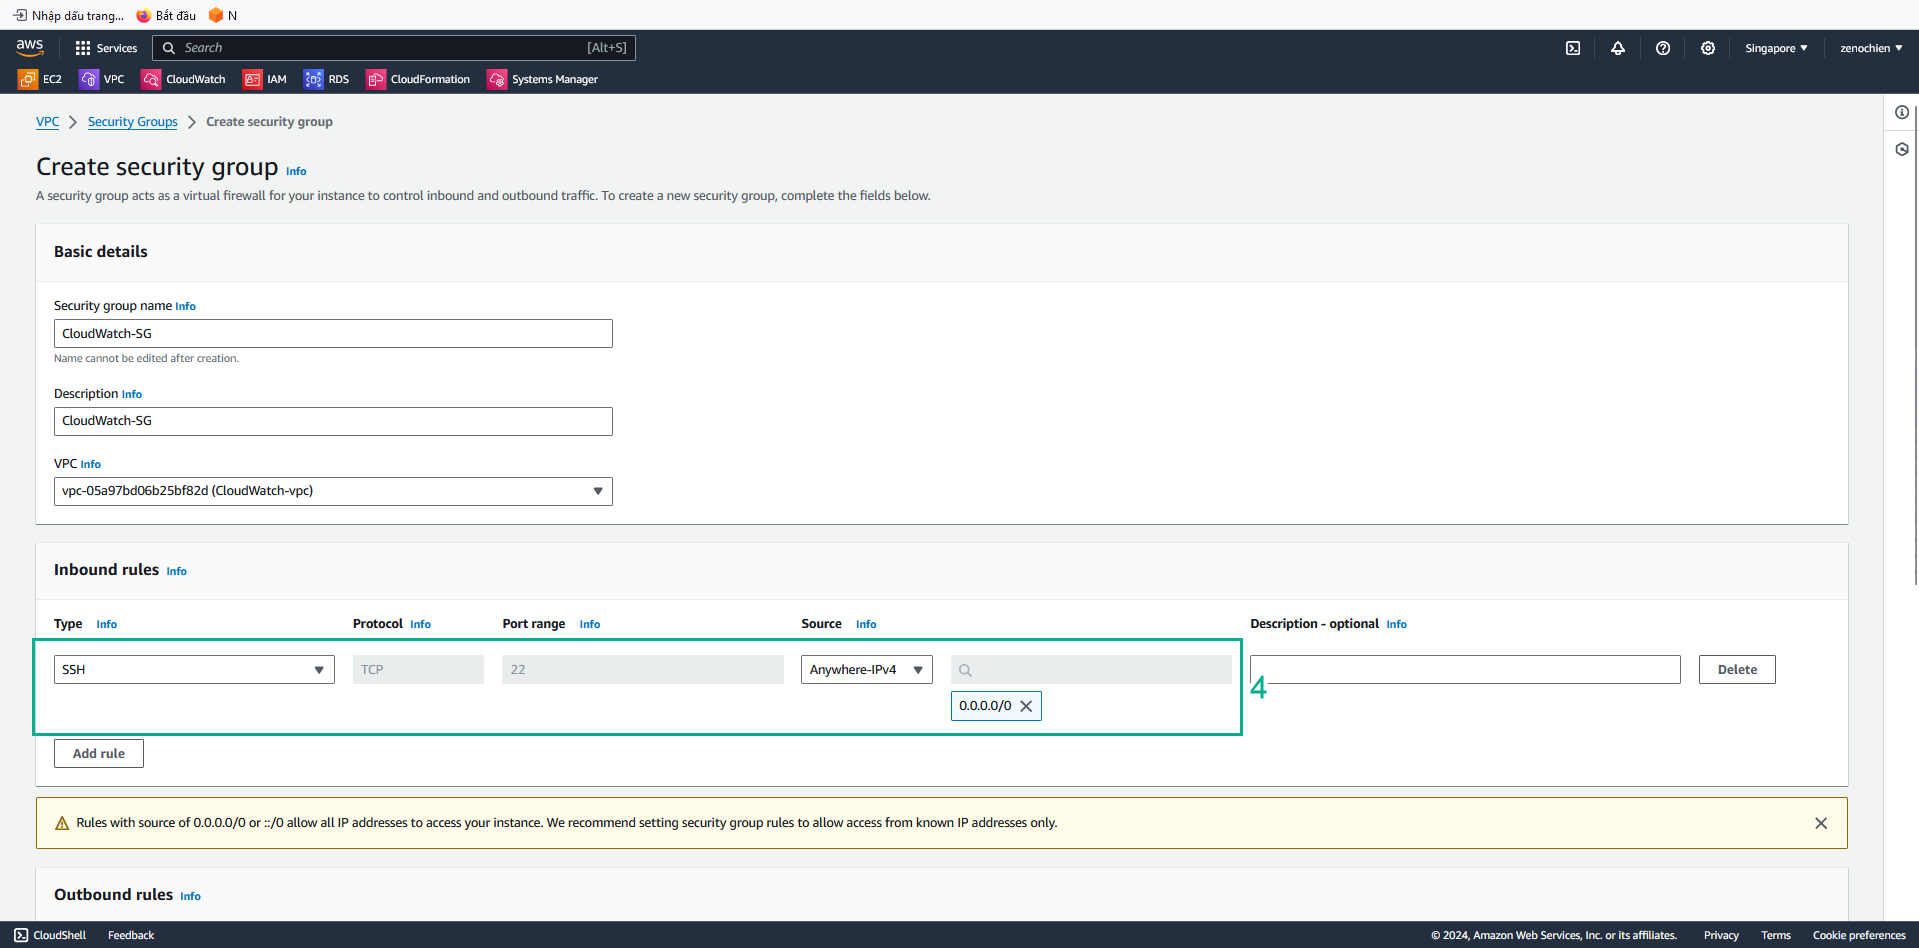 Nhập dấu trang... Bắt đầu N
aws Services Search [Alt+S] Singapore zenochien
EC2 VPC CloudWatch IAM RDS CloudFormation Systems Manager
VPC Security Groups Create security group
Create security group Info
A security group acts as a virtual firewall for your instance to control inbound and outbound traffic. To create a new security group, complete the fields below.
Basic details
Security group name Info
CloudWatch-SG
Name cannot be edited after creation.
Description Info
CloudWatch-SG
VPC Info
vpc-05a97bd06b25bf82d (CloudWatch-vpc)
Inbound rules Info
Type Info Protocol Info Port range Info Source Info Description - optional Info
SSH TCP 22 Anywhere-IPv4 Delete
4
0.0.0.0/0
Add rule
Rules with source of 0.0.0.0/0 or ::/0 allow all IP addresses to access your instance. We recommend setting security group rules to allow access from known IP addresses only.
Outbound rules Info
CloudShell Feedback © 2024, Amazon Web Services, Inc. or its affiliates. Privacy Terms Cookie preferences